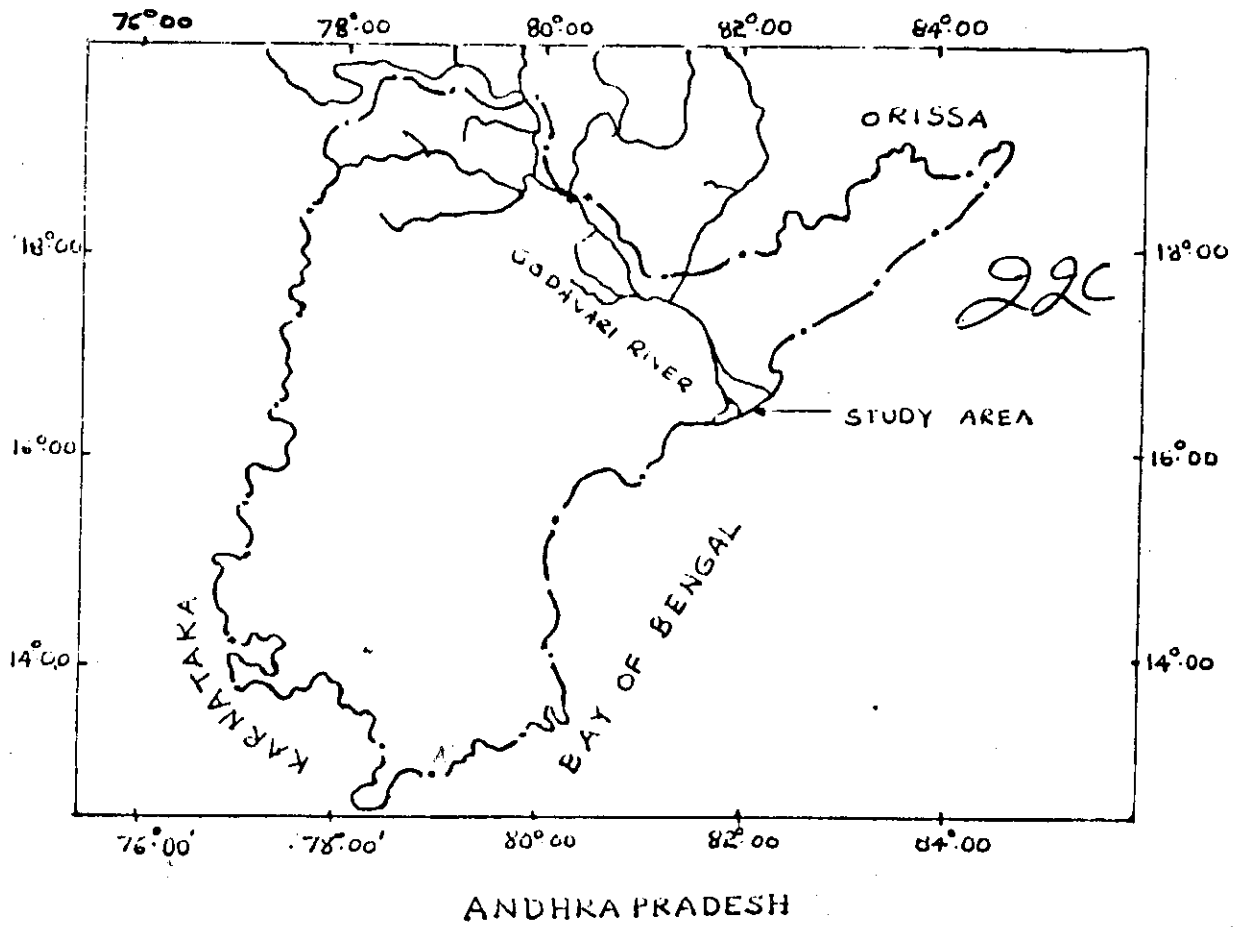 76°00 78°00 80°00 82°00 84°00
ORISSA
18°00 18°00
GODAVARI RIVER
22C
STUDY AREA
16°00 16°00
BAY OF BENGAL
KARNATAKA
14°00 14°00
76°00' 78°00' 80°00 82°00 84°00
ANDHRA PRADESH